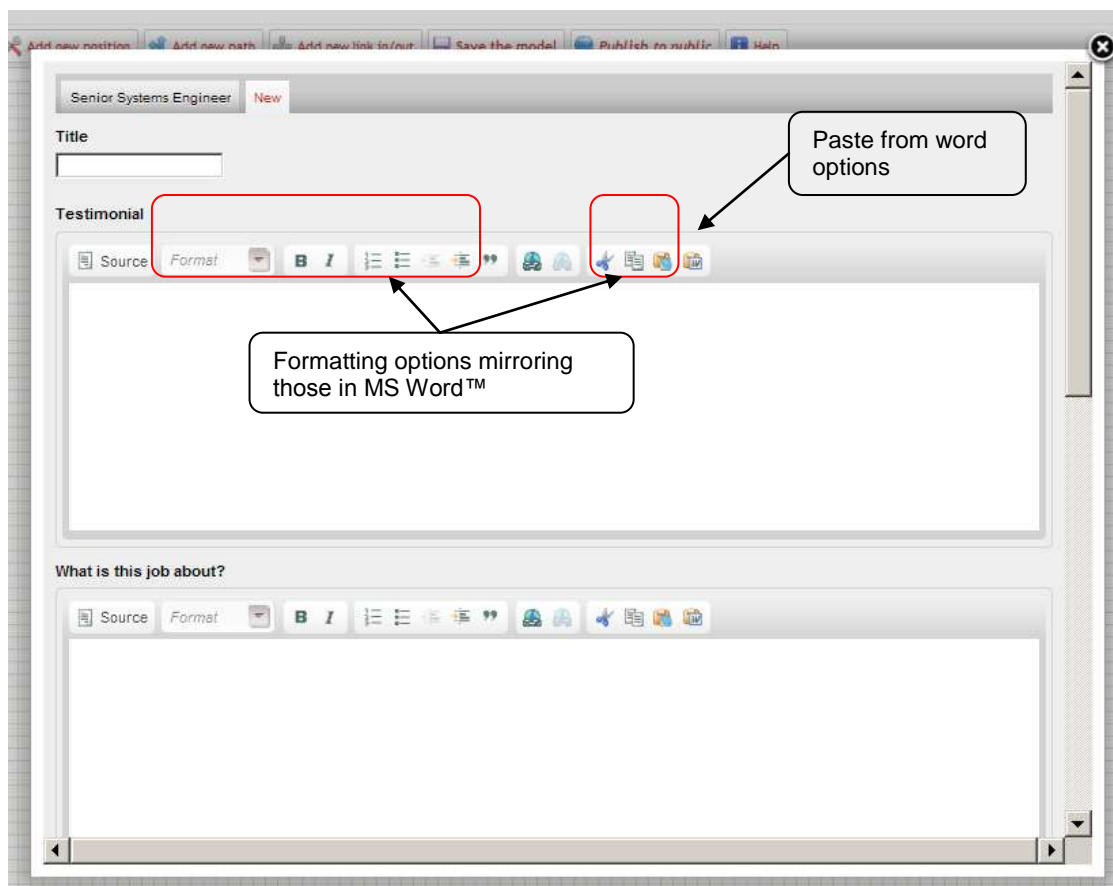 Add new position Add new path Add new link in/out Save the model Publish to public Help
Senior Systems Engineer New
Title
Paste from word
options
Testimonial
Source Format B I
Formatting options mirroring
those in MS Word™
What is this job about?
Source Format B I